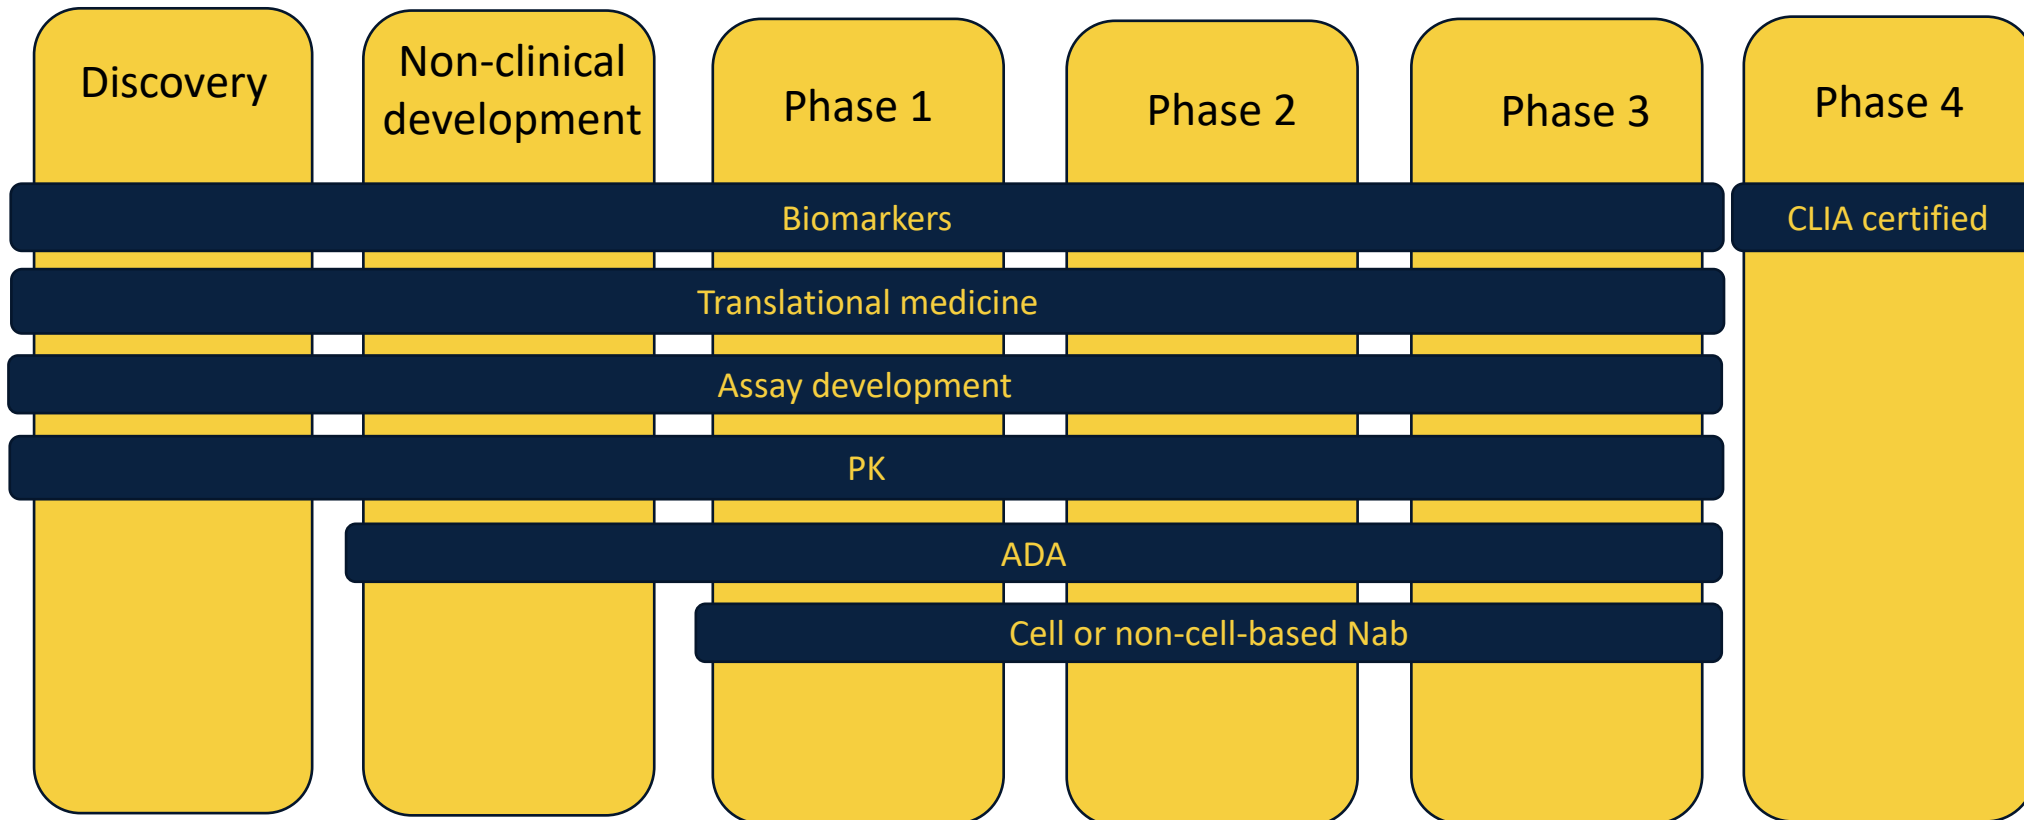 Discovery
Non-clinical
development
Phase 1
Phase 2
Phase 3
Phase 4
Biomarkers
CLIA certified
Translational medicine
Assay development
PK
ADA
Cell or non-cell-based Nab